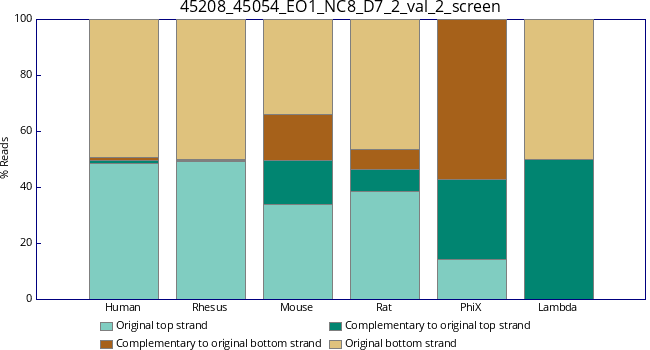 45208_45054_EO1_NC8_D7_2_val_2_screen
100
80
60
40
20
0
% Reads
Human Rhesus Mouse Rat PhiX Lambda
Original top strand Complementary to original top strand
Complementary to original bottom strand Original bottom strand